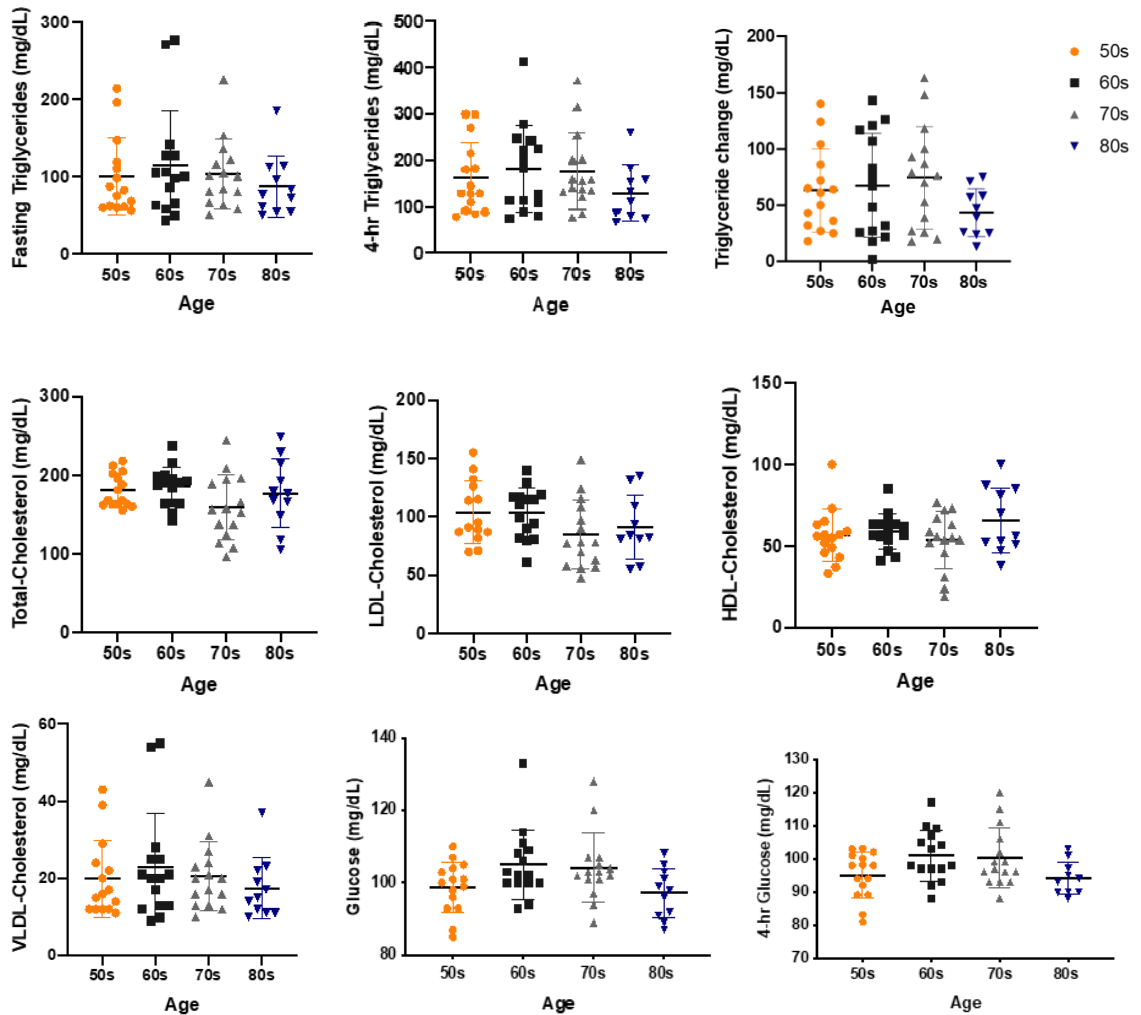 Fasting Triglycerides (mg/dL)
300
200
100
0
50s 60s 70s 80s
Age
4-hr Triglycerides (mg/dL)
500
400
300
200
100
0
50s 60s 70s 80s
Age
Triglyceride change (mg/dL)
200
150
100
50
0
50s 60s 70s 80s
Age
50s
60s
70s
80s
Total-Cholesterol (mg/dL)
300
200
100
0
50s 60s 70s 80s
Age
LDL-Cholesterol (mg/dL)
200
150
100
50
0
50s 60s 70s 80s
Age
HDL-Cholesterol (mg/dL)
150
100
50
0
50s 60s 70s 80s
Age
VLDL-Cholesterol (mg/dL)
60
40
20
0
50s 60s 70s 80s
Age
Glucose (mg/dL)
140
120
100
80
50s 60s 70s 80s
Age
4-hr Glucose (mg/dL)
130
120
110
100
90
80
70
50s 60s 70s 80s
Age